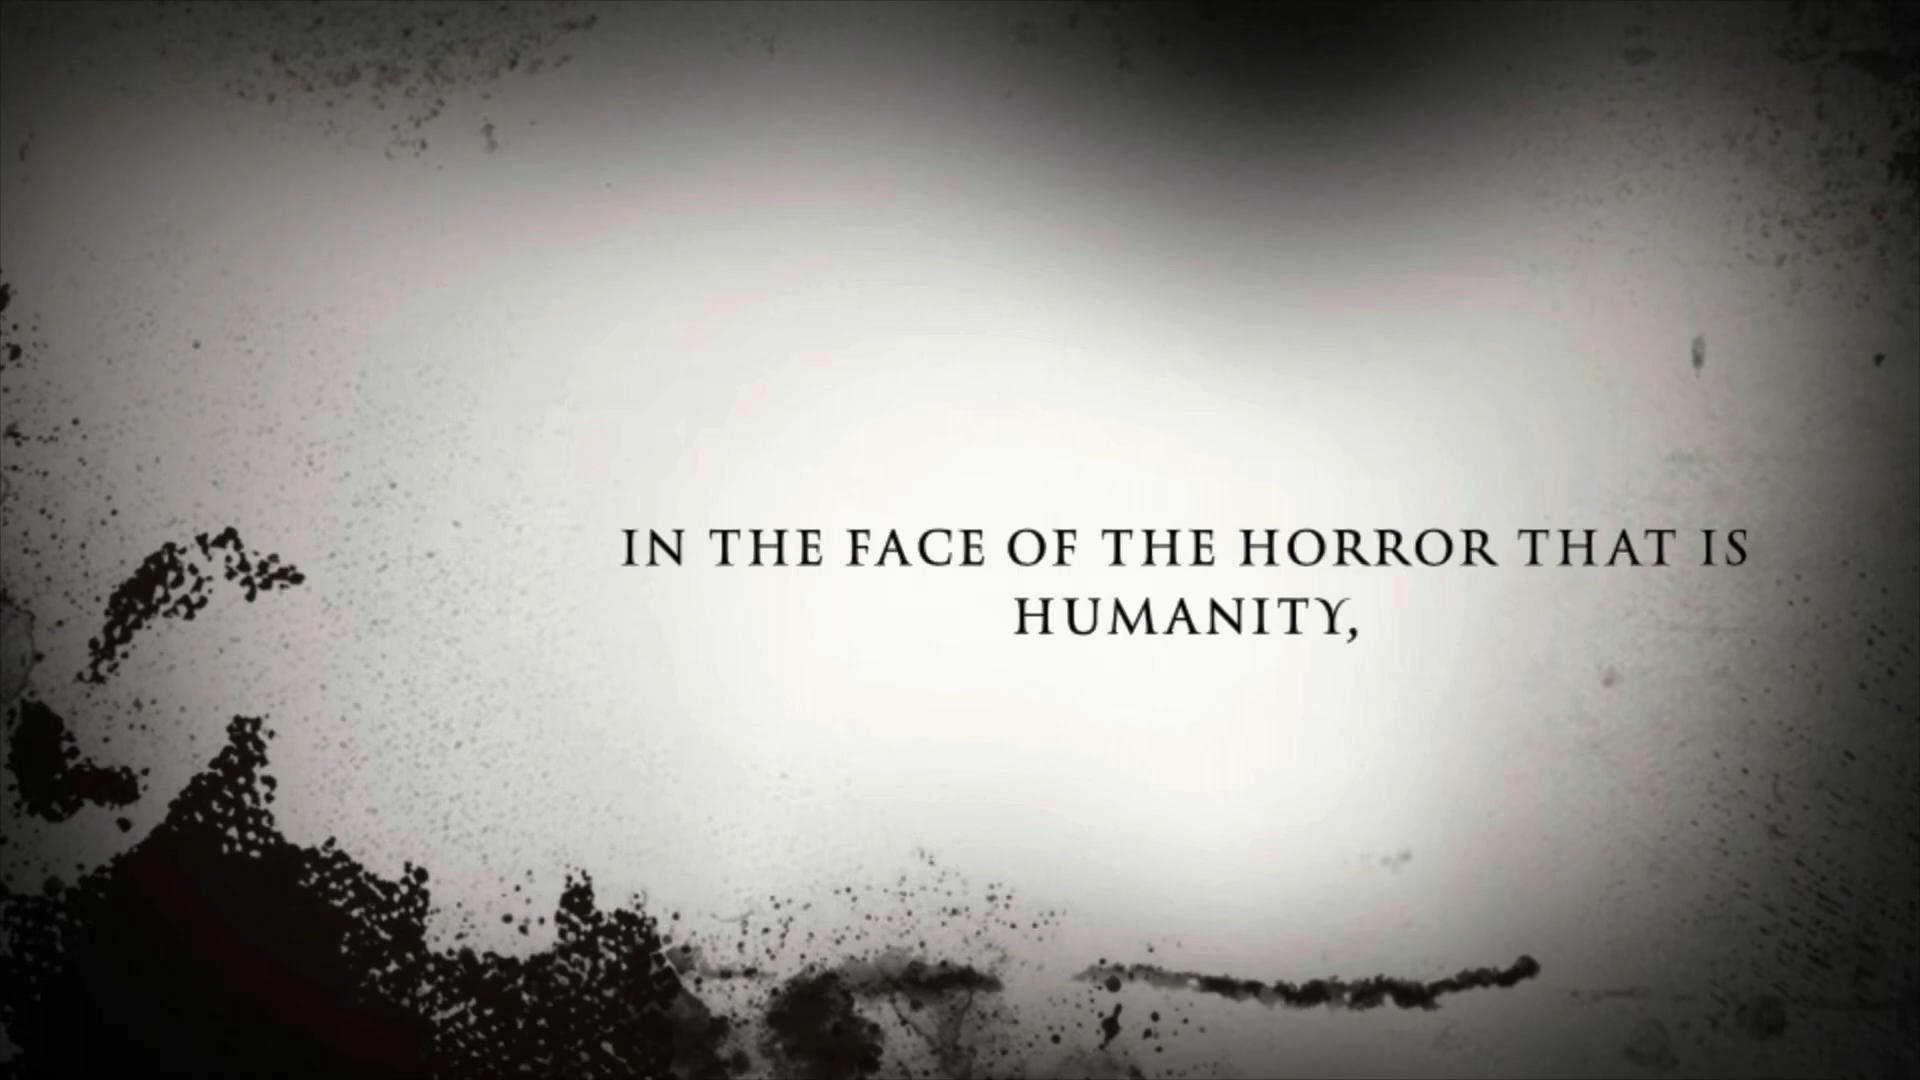 IN THE FACE OF THE HORROR THAT IS
HUMANITY,